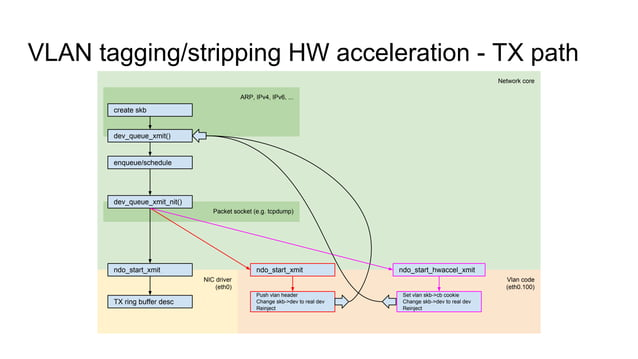 VLAN tagging/stripping HW acceleration - TX path
Network core
ARP, IPv4, IPv6, ...
create skb
dev_queue_xmit()
enqueue/schedule
dev_queue_xmit_nit()
Packet socket (e.g. tcpdump)
ndo_start_xmit
NIC driver
(eth0)
TX ring buffer desc
ndo_start_xmit
Push vlan header
Change skb->dev to real dev
Reinject
ndo_start_hwaccel_xmit
Vlan code
(eth0.100)
Set vlan skb->cb cookie
Change skb->dev to real dev
Reinject